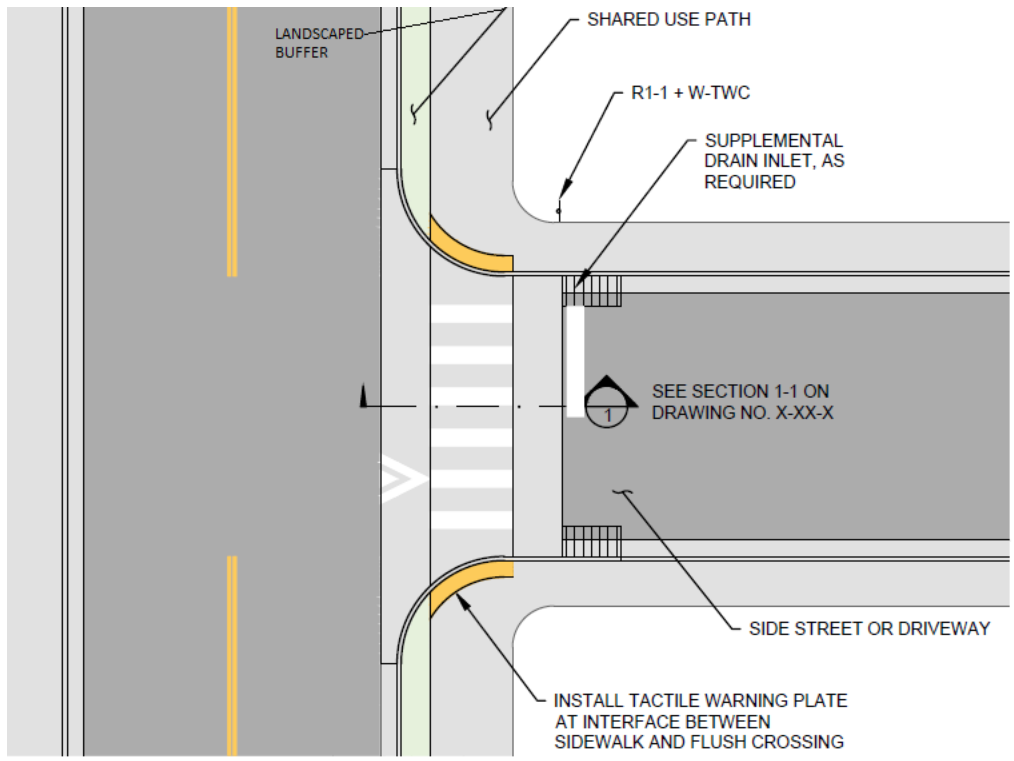 SHARED USE PATH
LANDSCAPED
BUFFER
R1-1 + W-TWC
SUPPLEMENTAL
DRAIN INLET, AS
REQUIRED
SEE SECTION 1-1 ON
DRAWING NO. X-XX-X
1
SIDE STREET OR DRIVEWAY
INSTALL TACTILE WARNING PLATE
AT INTERFACE BETWEEN
SIDEWALK AND FLUSH CROSSING